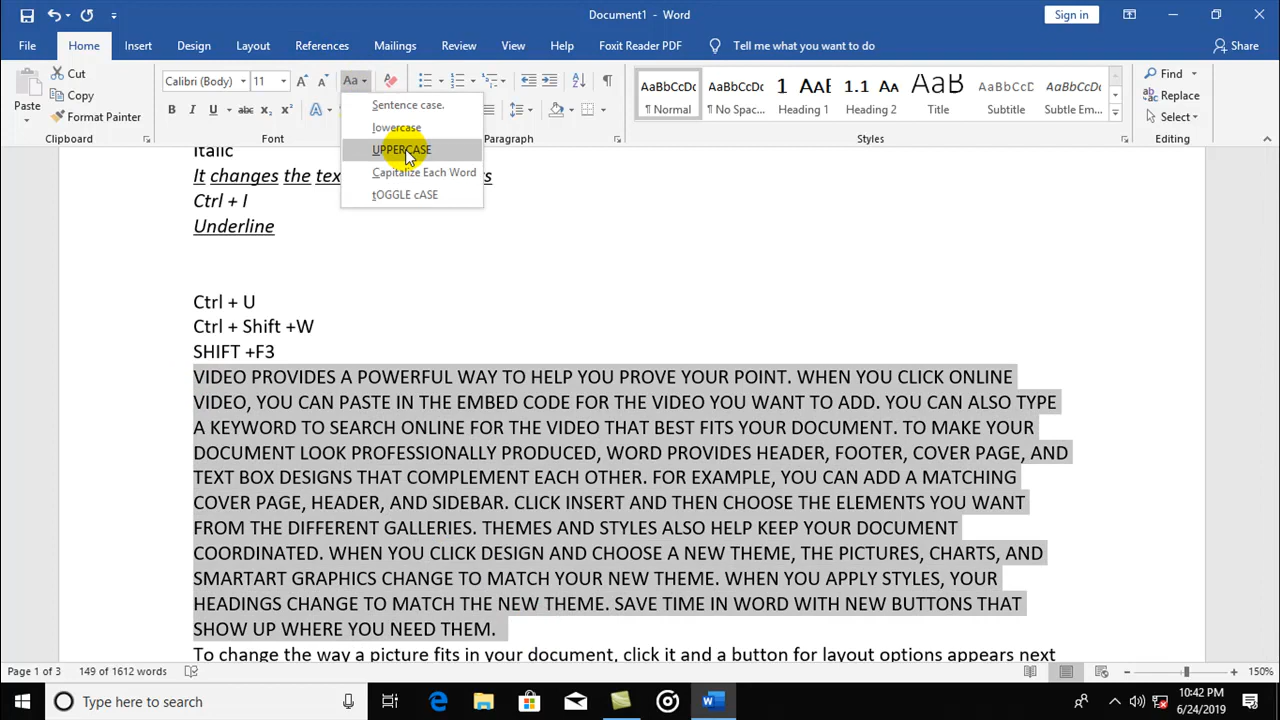 Document1 - Word
Sign in
File Home Insert Design Layout References Mailings Review View Help Foxit Reader PDF Tell me what you want to do Share
Paste
Cut
Copy
Format Painter
Clipboard
Calibri (Body) 11 Aa
B I U x₂ x² A
Font
Sentence case.
lowercase
UPPERCASE
Capitalize Each Word
tOGGLE cASE
Paragraph
AaBbCcDc AaBbCcDc AaBl AaBbCc AaB AaBbCcD AaBbCcDc
¶ Normal ¶ No Spac... Heading 1 Heading 2 Title Subtitle Subtle Em...
Styles
Find
Replace
Select
Editing
Italic
It changes the tex
s
Ctrl + I
Underline
Ctrl + U
Ctrl + Shift +W
SHIFT +F3
VIDEO PROVIDES A POWERFUL WAY TO HELP YOU PROVE YOUR POINT. WHEN YOU CLICK ONLINE
VIDEO, YOU CAN PASTE IN THE EMBED CODE FOR THE VIDEO YOU WANT TO ADD. YOU CAN ALSO TYPE
A KEYWORD TO SEARCH ONLINE FOR THE VIDEO THAT BEST FITS YOUR DOCUMENT. TO MAKE YOUR
DOCUMENT LOOK PROFESSIONALLY PRODUCED, WORD PROVIDES HEADER, FOOTER, COVER PAGE, AND
TEXT BOX DESIGNS THAT COMPLEMENT EACH OTHER. FOR EXAMPLE, YOU CAN ADD A MATCHING
COVER PAGE, HEADER, AND SIDEBAR. CLICK INSERT AND THEN CHOOSE THE ELEMENTS YOU WANT
FROM THE DIFFERENT GALLERIES. THEMES AND STYLES ALSO HELP KEEP YOUR DOCUMENT
COORDINATED. WHEN YOU CLICK DESIGN AND CHOOSE A NEW THEME, THE PICTURES, CHARTS, AND
SMARTART GRAPHICS CHANGE TO MATCH YOUR NEW THEME. WHEN YOU APPLY STYLES, YOUR
HEADINGS CHANGE TO MATCH THE NEW THEME. SAVE TIME IN WORD WITH NEW BUTTONS THAT
SHOW UP WHERE YOU NEED THEM.
To change the way a picture fits in your document, click it and a button for layout options appears next
Page 1 of 3 149 of 1612 words 150%
Type here to search
10:42 PM
6/24/2019